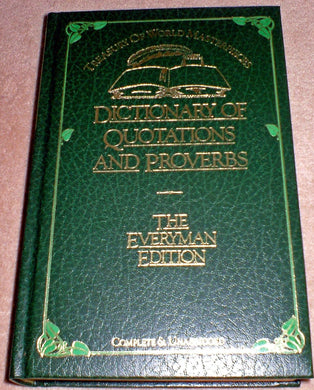 TREASURY OF WORLD MASTERPIECES
DICTIONARY OF
QUOTATIONS
AND PROVERBS
THE
EVERYMAN
EDITION
COMPLETE & UNABRIDGED